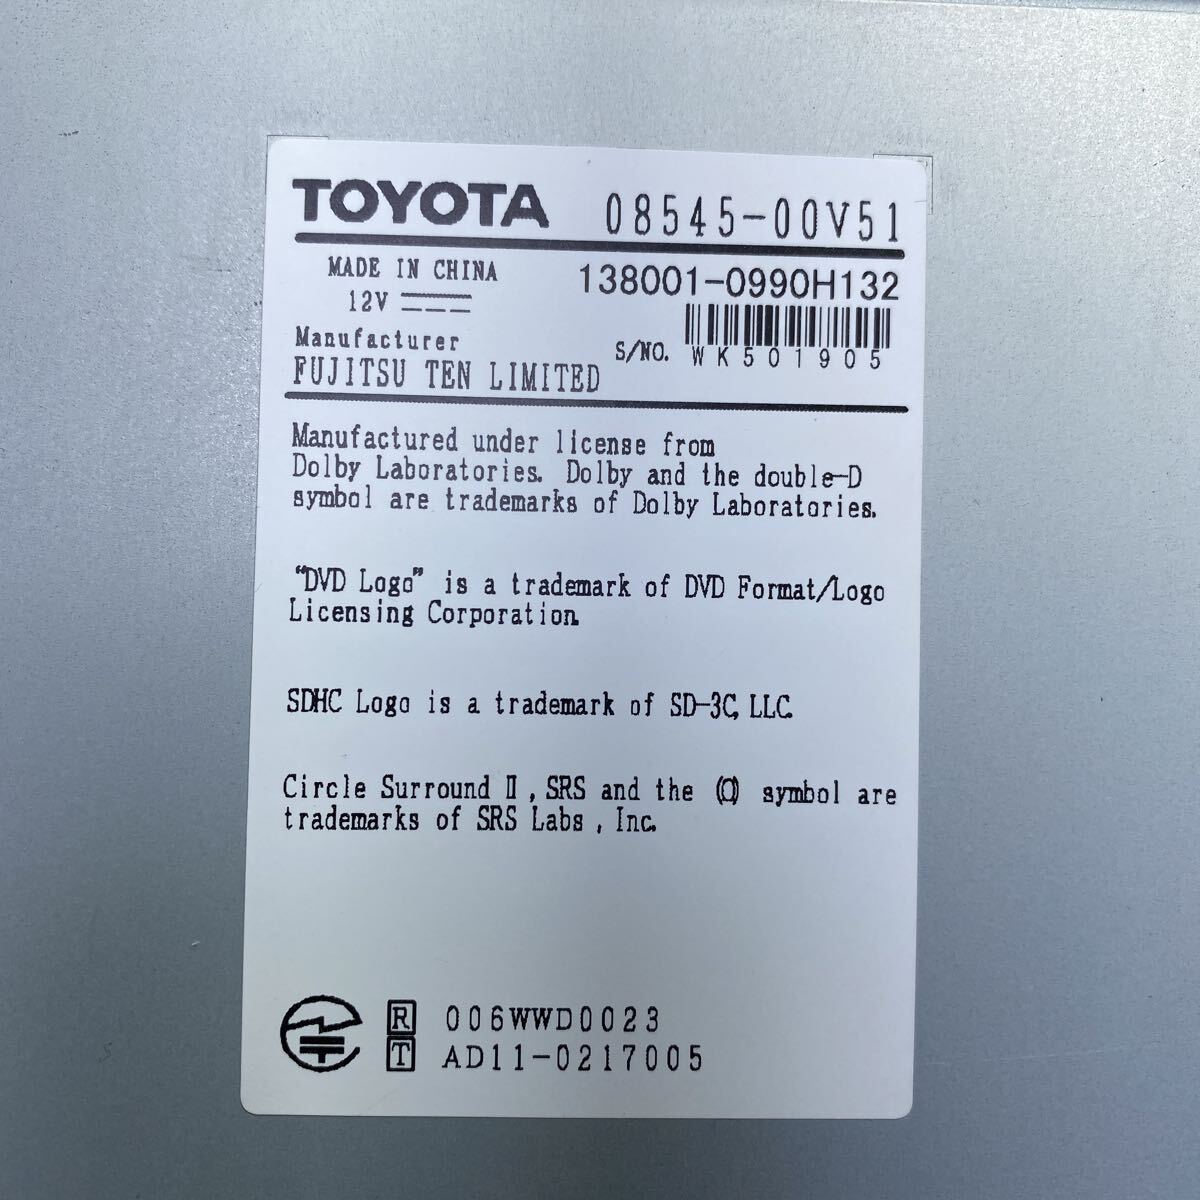 TOYOTA 08545-00V51
MADE IN CHINA 138001-0990H132
12V
Manufacturer S/NO. WK501905
FUJITSU TEN LIMITED
Manufactured under license from
Dolby Laboratories. Dolby and the double-D
symbol are trademarks of Dolby Laboratories.
"DVD Logo" is a trademark of DVD Format/Logo
Licensing Corporation.
SDHC Logo is a trademark of SD-3C, LLC.
Circle Surround II, SRS and the symbol are
trademarks of SRS Labs, Inc.
R 006WWD0023
T AD11-0217005